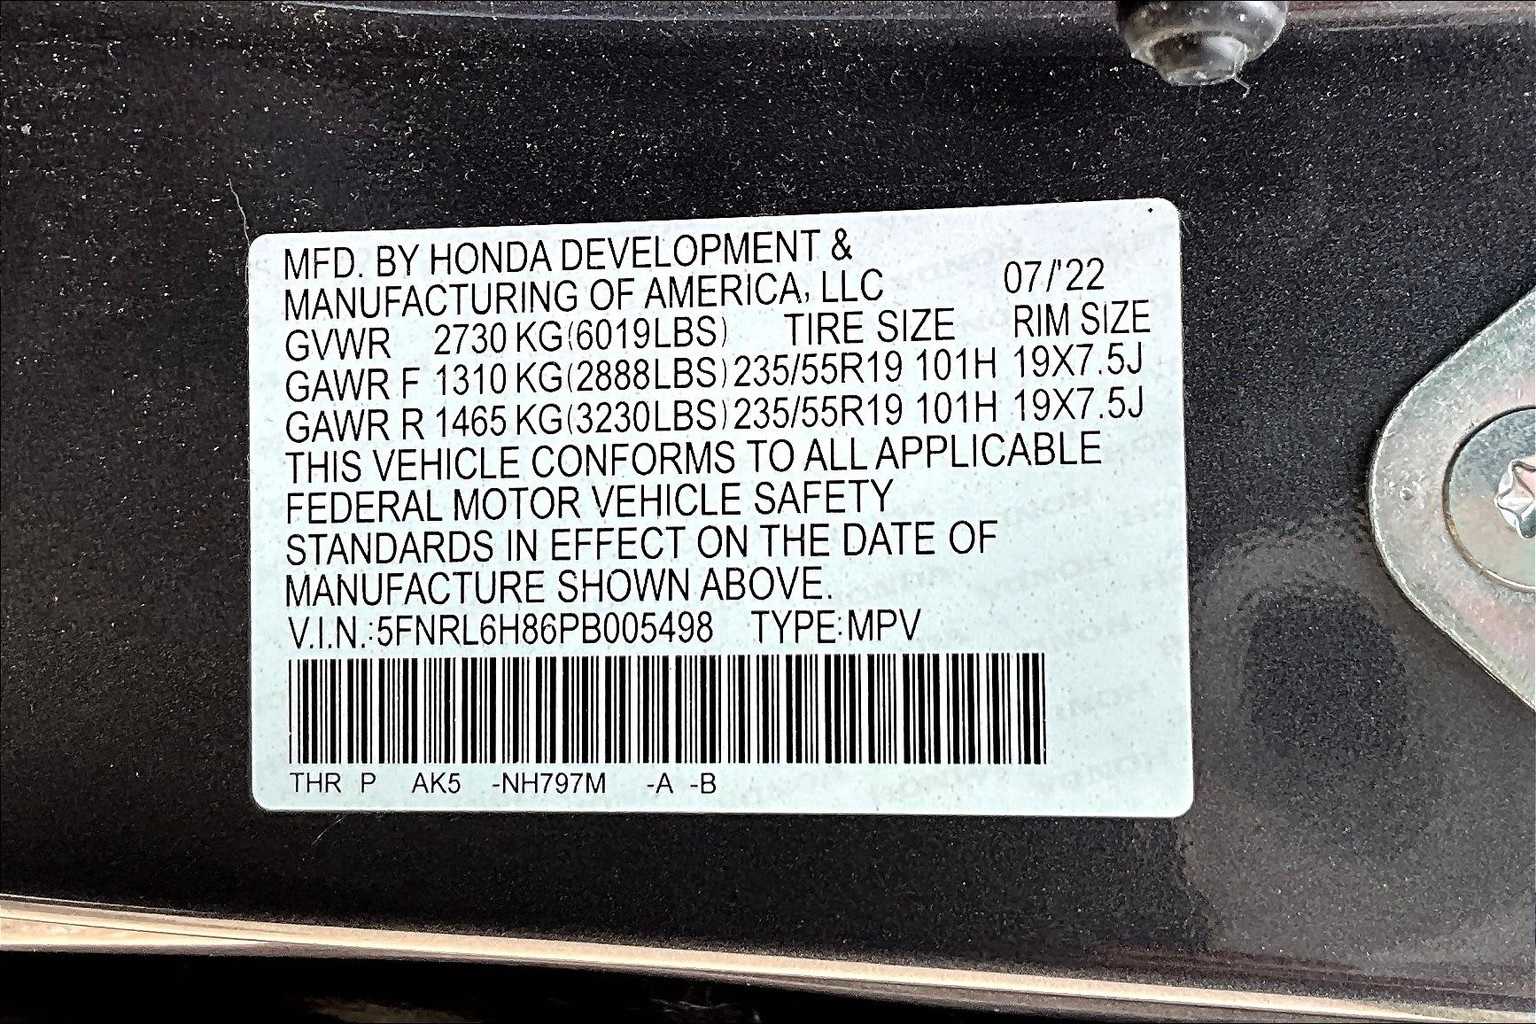 MFD. BY HONDA DEVELOPMENT &
MANUFACTURING OF AMERICA, LLC 07/'22
GVWR 2730 KG(6019LBS) TIRE SIZE RIM SIZE
GAWR F 1310 KG(2888LBS) 235/55R19 101H 19X7.5J
GAWR R 1465 KG(3230LBS) 235/55R19 101H 19X7.5J
THIS VEHICLE CONFORMS TO ALL APPLICABLE
FEDERAL MOTOR VEHICLE SAFETY
STANDARDS IN EFFECT ON THE DATE OF
MANUFACTURE SHOWN ABOVE.
V.I.N.:5FNRL6H86PB005498 TYPE:MPV
THR P AK5 -NH797M -A -B